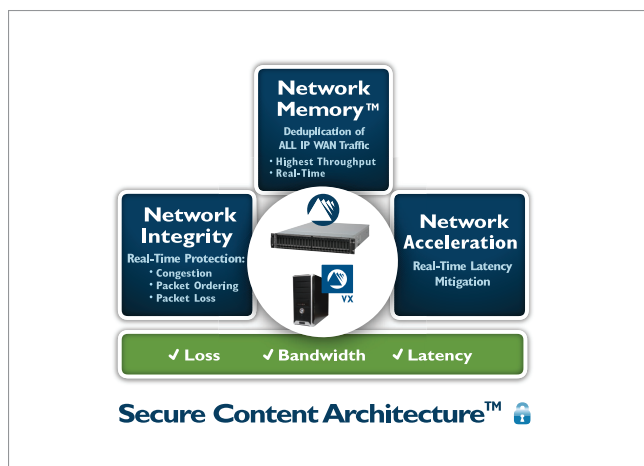 Network
Memory™
Deduplication of
ALL IP WAN Traffic
• Highest Throughput
• Real-Time
Network
Integrity
Real-Time Protection:
• Congestion
• Packet Ordering
• Packet Loss
Network
Acceleration
Real-Time Latency
Mitigation
VX
✓ Loss ✓ Bandwidth ✓ Latency
Secure Content Architecture™